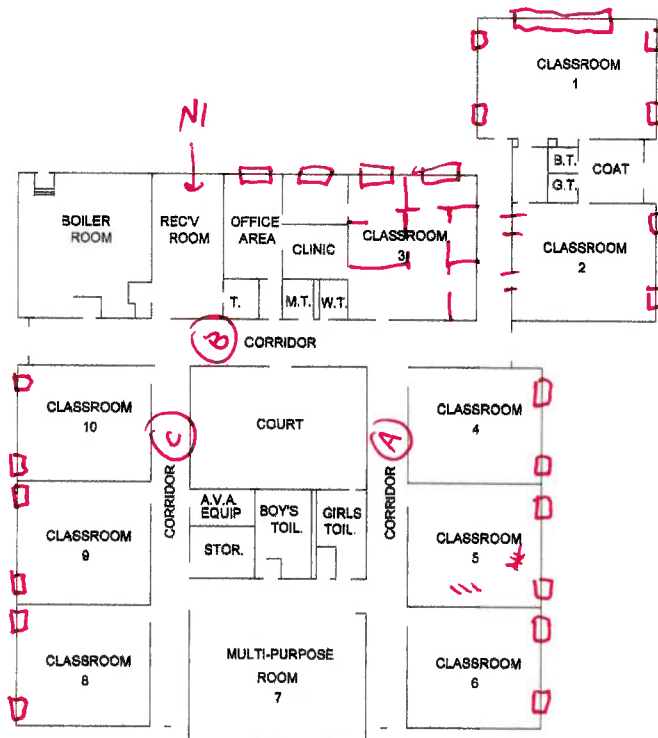 CLASSROOM
1
N1
B.T.
G.T.
COAT
BOILER
ROOM
REC'V
ROOM
OFFICE
AREA
CLINIC
CLASSROOM
3
CLASSROOM
2
T.
M.T.
W.T.
B
CORRIDOR
CLASSROOM
10
C
COURT
A
CLASSROOM
4
CORRIDOR
CORRIDOR
A.V.A.
EQUIP
BOY'S
TOIL.
GIRLS
TOIL.
STOR.
CLASSROOM
9
CLASSROOM
5
CLASSROOM
8
MULTI-PURPOSE
ROOM
7
CLASSROOM
6